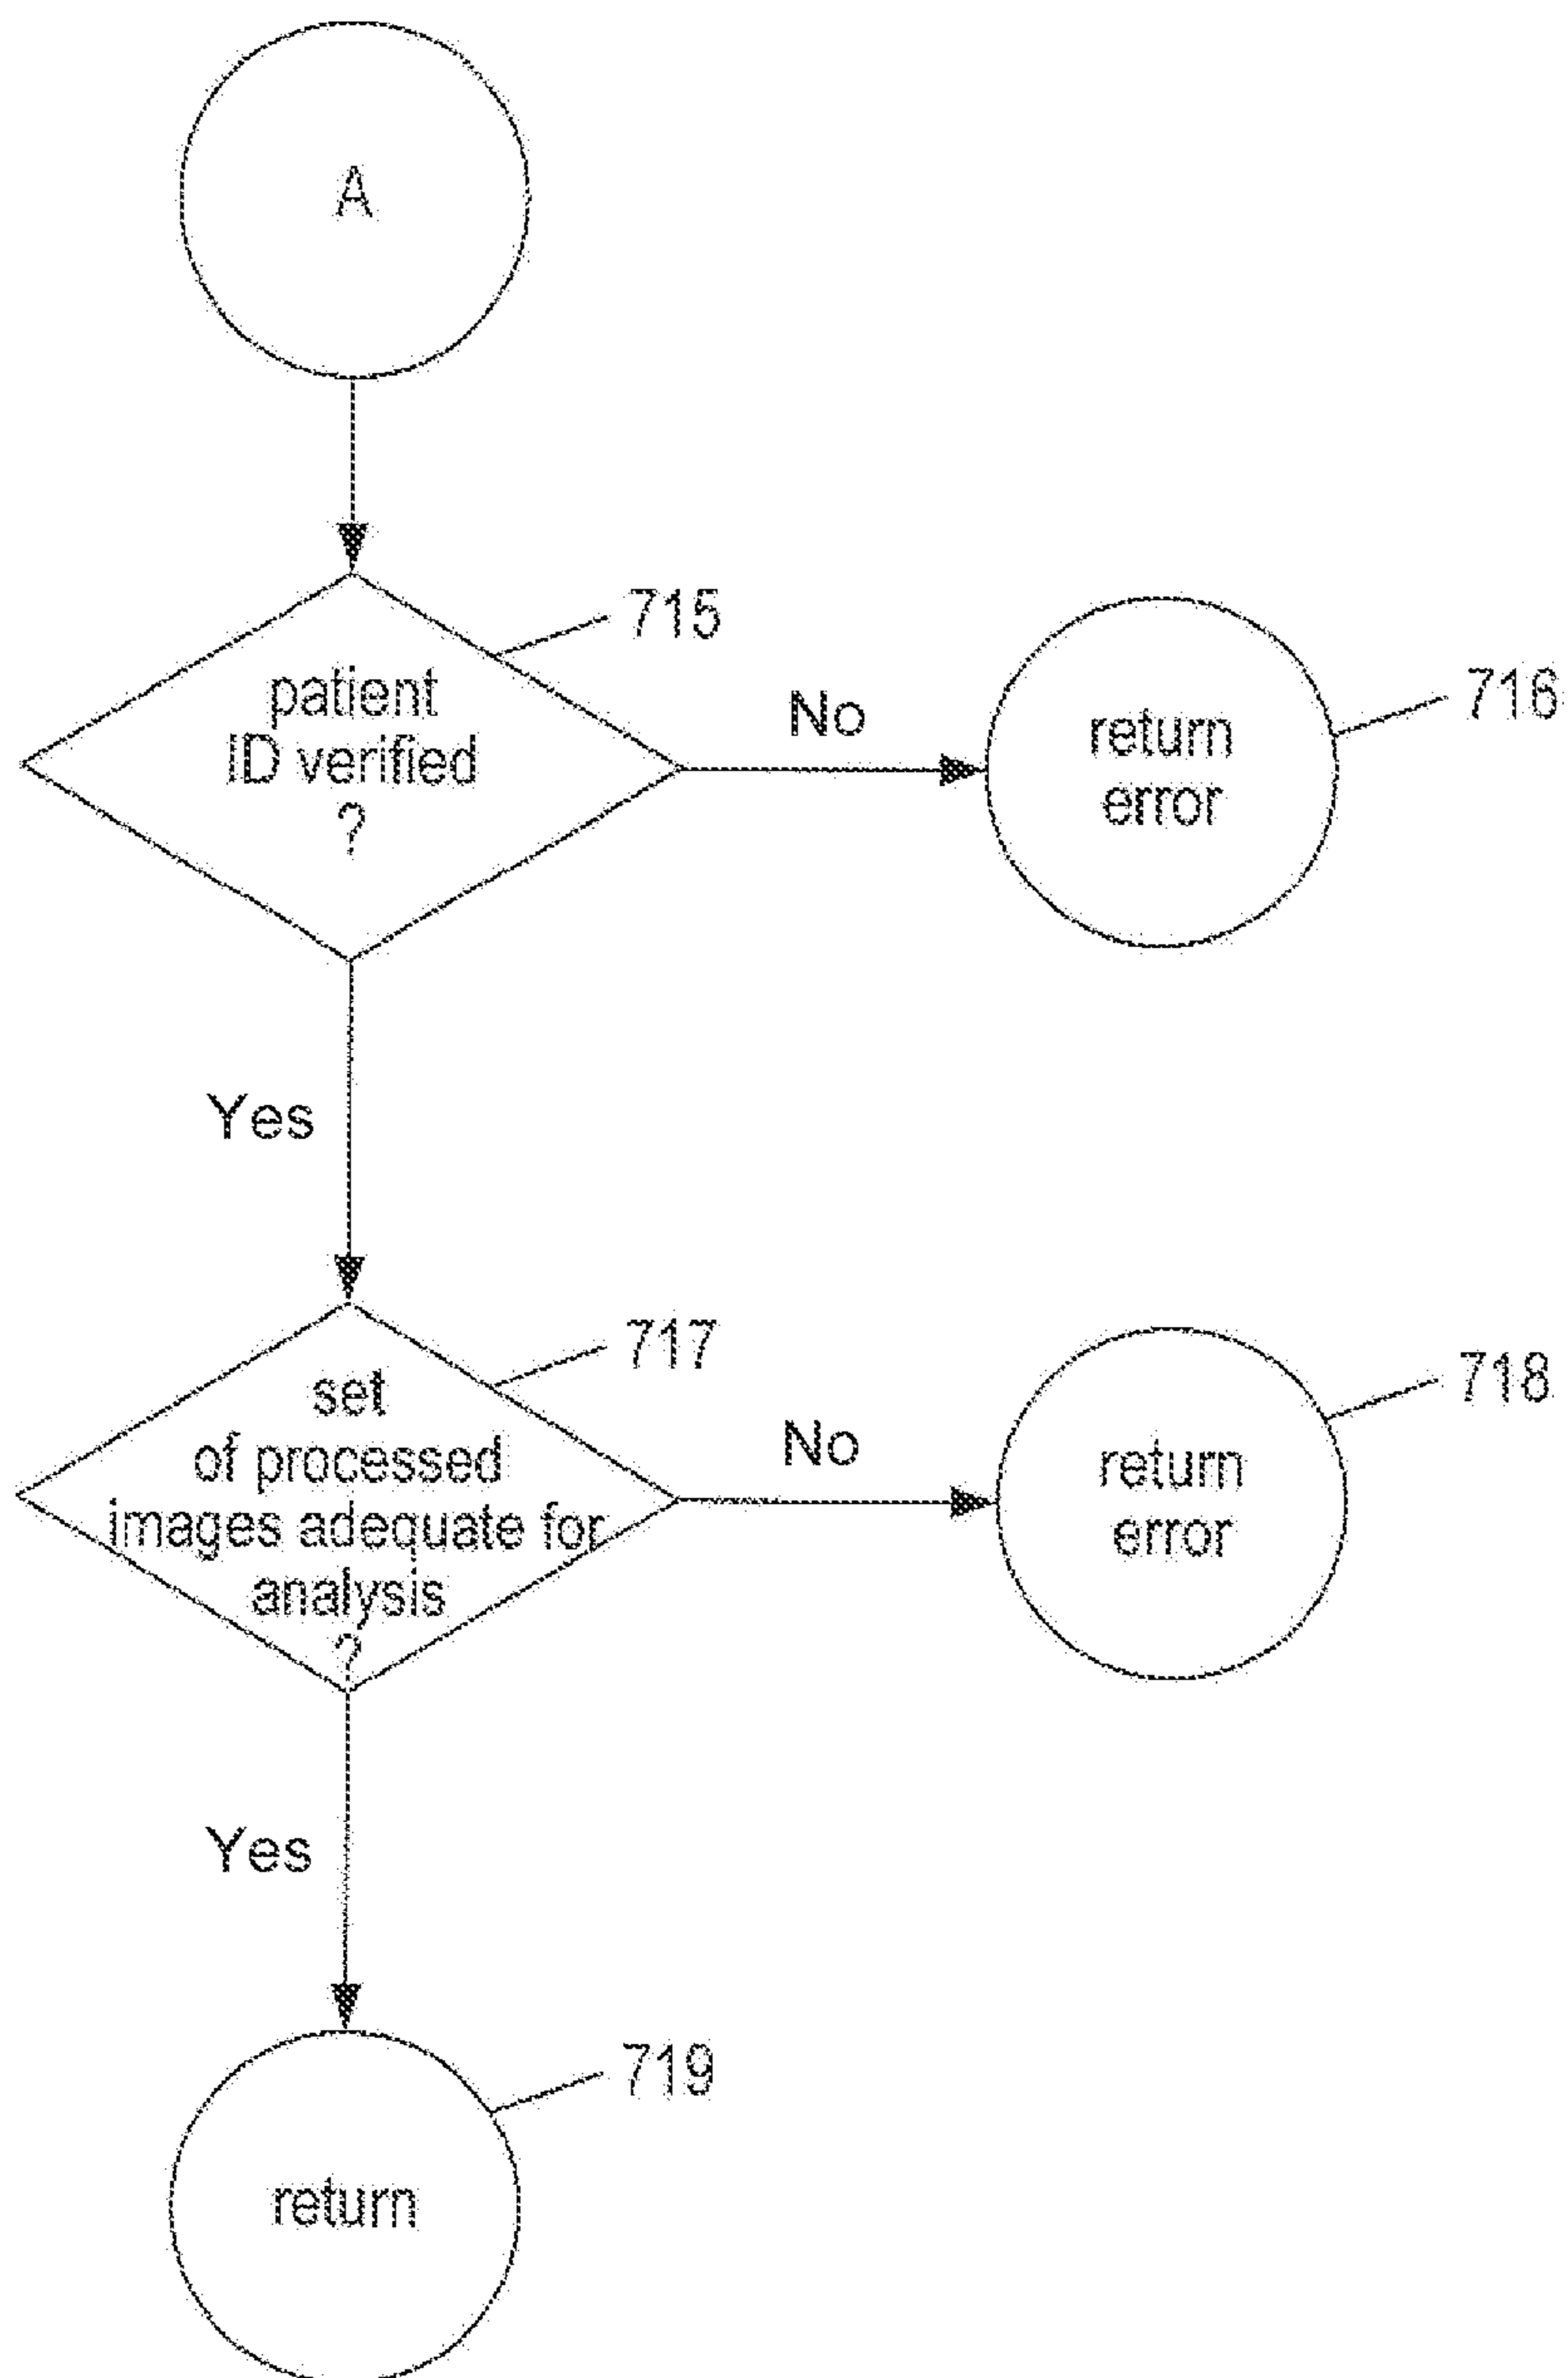 A
715
patient
ID verified
?
No
return
error
716
Yes
717
set
of processed
images adequate for
analysis
?
No
return
error
718
Yes
719
return